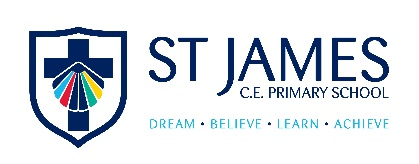 ST JAMES
C.E. PRIMARY SCHOOL
DREAM • BELIEVE • LEARN • ACHIEVE